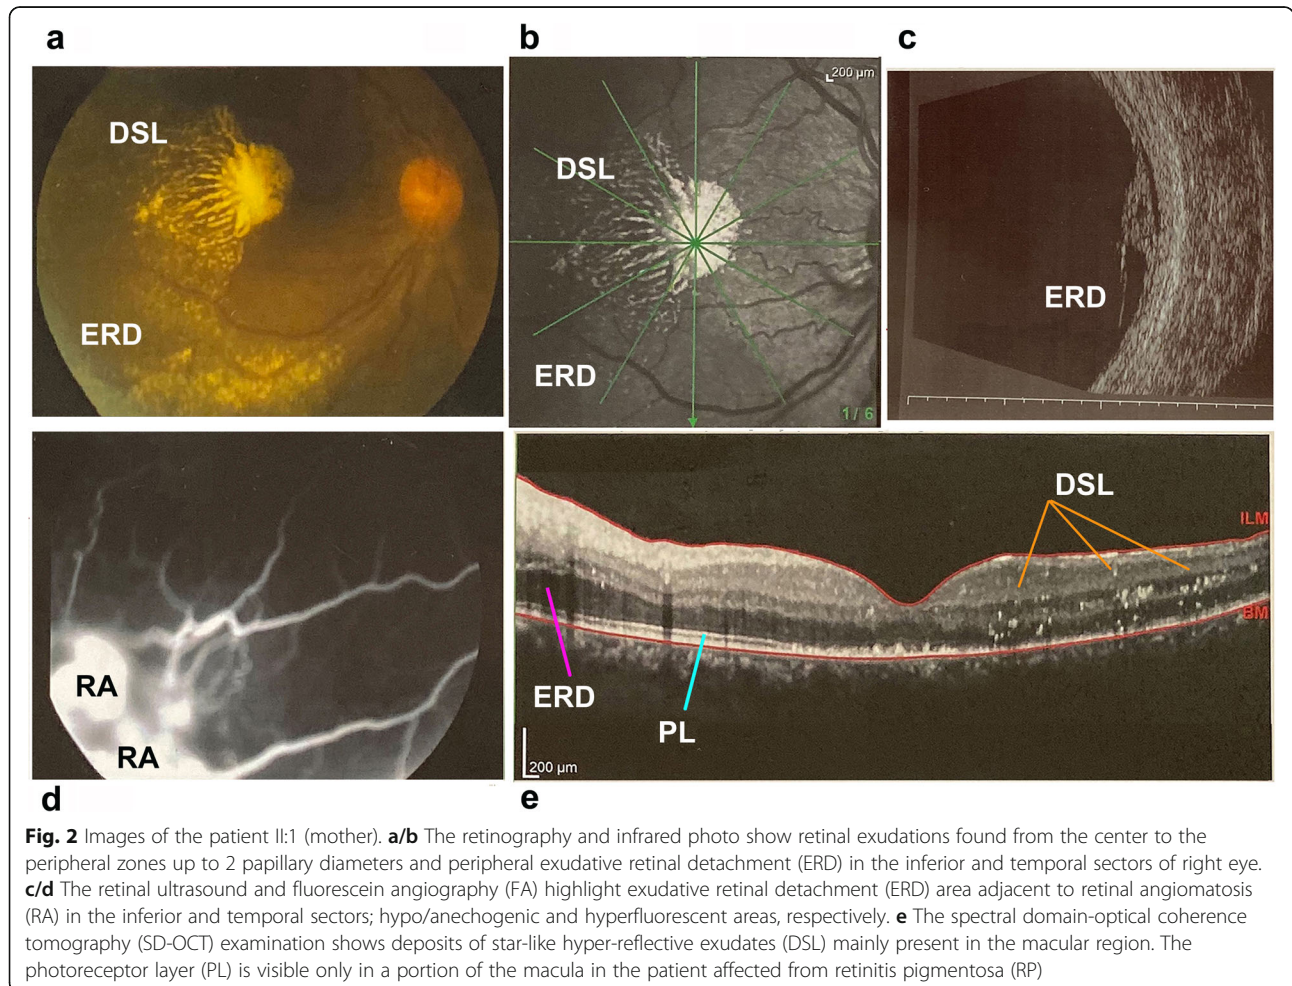 a
b
c
DSL
ERD
200 µm
DSL
ERD
1 / 6
ERD
RA
RA
DSL
ILM
BM
ERD
PL
200 µm
d
e
Fig. 2 Images of the patient II:1 (mother). a/b The retinography and infrared photo show retinal exudations found from the center to the
peripheral zones up to 2 papillary diameters and peripheral exudative retinal detachment (ERD) in the inferior and temporal sectors of right eye.
c/d The retinal ultrasound and fluorescein angiography (FA) highlight exudative retinal detachment (ERD) area adjacent to retinal angiomatosis
(RA) in the inferior and temporal sectors; hypo/anechogenic and hyperfluorescent areas, respectively. e The spectral domain-optical coherence
tomography (SD-OCT) examination shows deposits of star-like hyper-reflective exudates (DSL) mainly present in the macular region. The
photoreceptor layer (PL) is visible only in a portion of the macula in the patient affected from retinitis pigmentosa (RP)